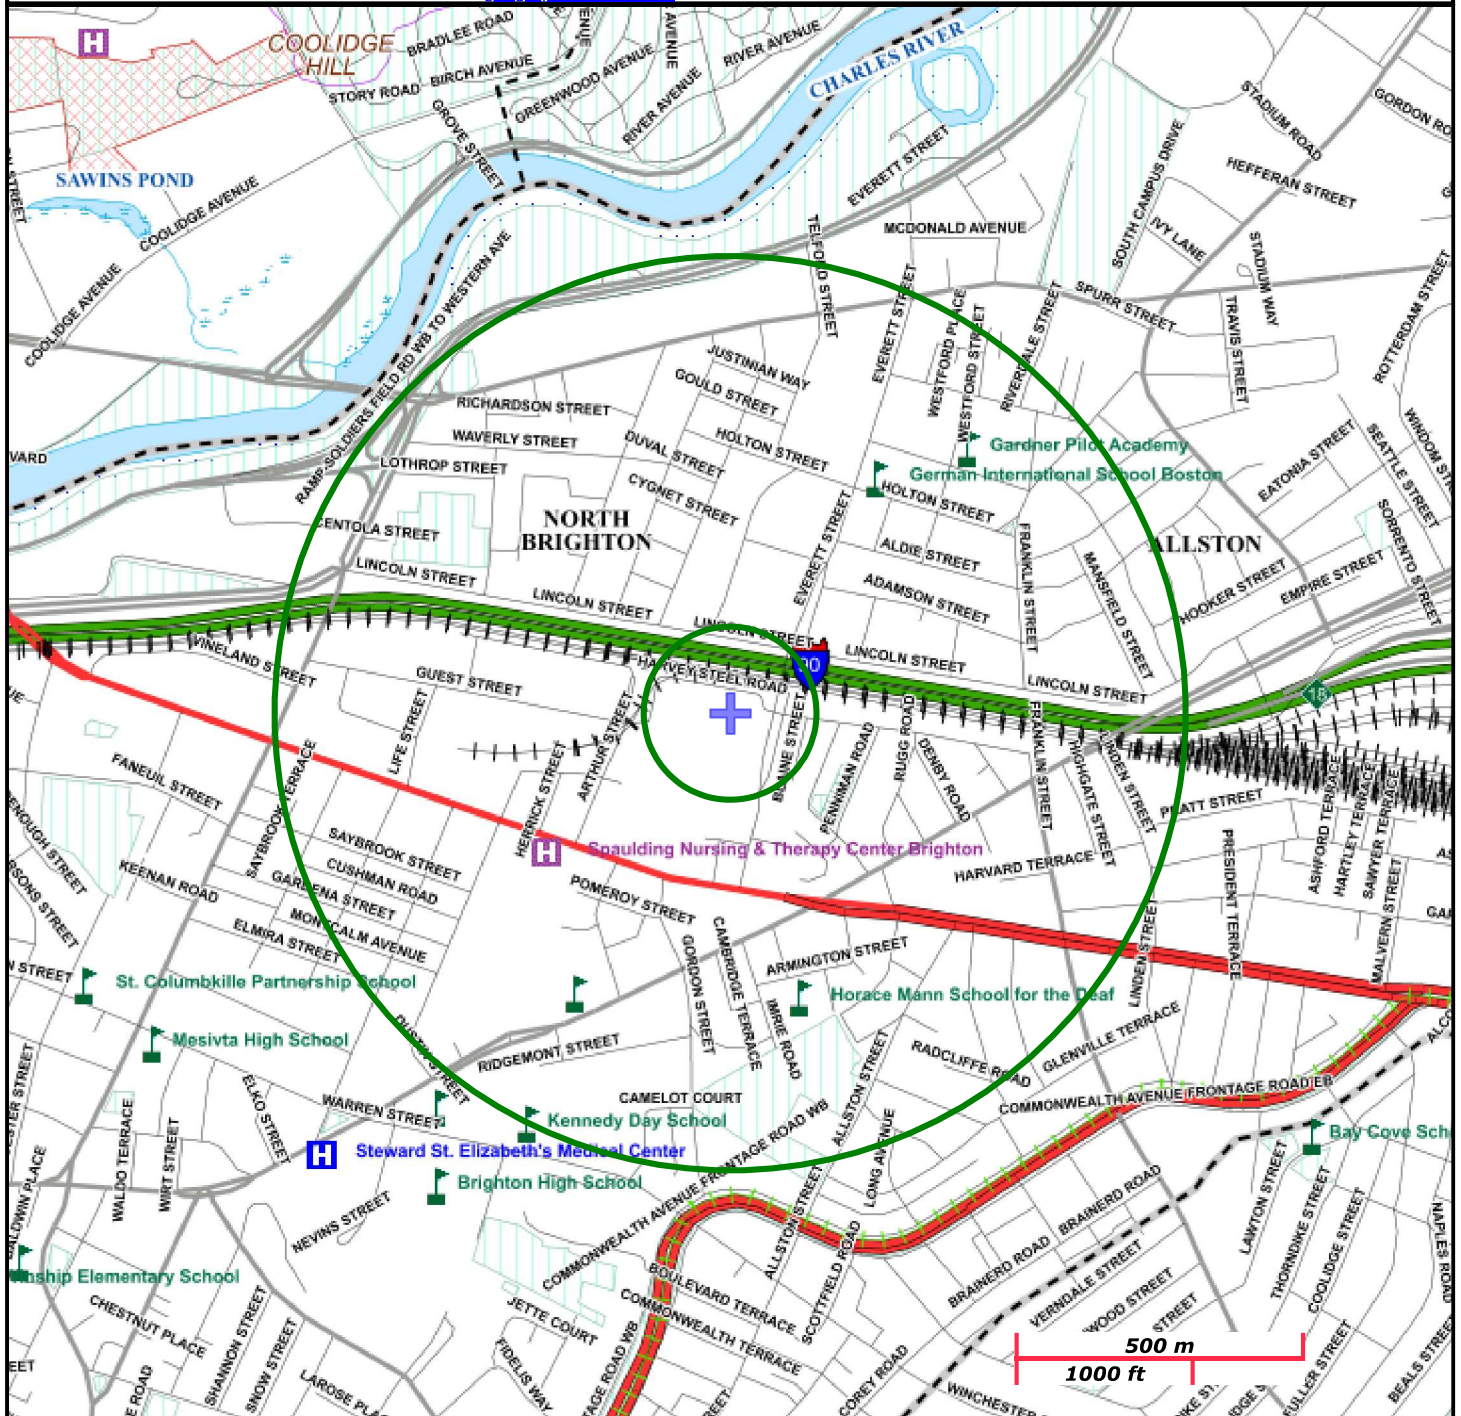 COOLIDGE
HILL
BRADLEE ROAD
BIRCH AVENUE
STORY ROAD
GREENWOOD AVENUE
RIVER AVENUE
RIVER AVENUE
AVENUE
CHARLES RIVER
GROVE STREET
STADIUM ROAD
SAWINS POND
COOLIDGE AVENUE
COOLIDGE AVENUE
EVERETT STREET
HEFFERAN STREET
MCDONALD AVENUE
TELFORD STREET
SOUTH CAMPUS DRIVE
IVY LANE
STADIUM WAY
SPURR STREET
TRAVIS STREET
ROTTERDAM STREET
RAMP-SOLDIERS FIELD RD WB TO WESTERN AVE
EVERETT STREET
WESTFORD PLACE
WESTFORD STREET
RIVERDALE STREET
JUSTINIAN WAY
GOULD STREET
RICHARDSON STREET
WAVERLY STREET
DUVAL STREET
HOLTON STREET
LOTHROP STREET
CYGNET STREET
Gardner Pilot Academy
German International School Boston
HOLTON STREET
EATONIA STREET
SEATTLE STREET
CENTOLA STREET
NORTH
BRIGHTON
EVERETT STREET
ALDIE STREET
FRANKLIN STREET
MANSFIELD STREET
ALLSTON
SORRENTO STREET
LINCOLN STREET
LINCOLN STREET
ADAMSON STREET
HOOKER STREET
EMPIRE STREET
LINCOLN STREET
LINCOLN STREET
LINCOLN STREET
VINELAND STREET
GUEST STREET
HARVEY STEEL ROAD
90
18
LIFE STREET
ARTHUR STREET
HERRICK STREET
BLAINE STREET
PENNIMAN ROAD
RUGG ROAD
DENBY ROAD
FRANKLIN STREET
HIGHGATE STREET
LINDEN STREET
PRATT STREET
ASHFORD TERRACE
HARTLEY TERRACE
SAWYER TERRACE
FANEUIL STREET
SAYBROOK TERRACE
SAYBROOK STREET
CUSHMAN ROAD
GARDENA STREET
MONTCALM AVENUE
ELMIRA STREET
KEENAN ROAD
H
Spaulding Nursing & Therapy Center Brighton
HARVARD TERRACE
POMEROY STREET
PRESIDENT TERRACE
MALVERN STREET
GORDON STREET
CAMBRIDGE TERRACE
ARMINGTON STREET
IMRIE ROAD
LINDEN STREET
St. Columbkille Partnership School
Horace Mann School for the Deaf
Mesivta High School
DUSTIN STREET
RIDGEMONT STREET
RADCLIFFE ROAD
GLENVILLE TERRACE
COMMONWEALTH AVENUE FRONTAGE ROAD EB
CAMELOT COURT
ALLSTON STREET
LONG AVENUE
ELKO STREET
WARREN STREET
Kennedy Day School
WALDO TERRACE
WIRT STREET
H
Steward St. Elizabeth's Medical Center
Brighton High School
COMMONWEALTH AVENUE FRONTAGE ROAD WB
Bay Cove Sch
BRAINERD ROAD
LAWTON STREET
THORNDIKE STREET
COOLIDGE STREET
NAPLES ROAD
NEVINS STREET
ALLSTON STREET
SCOTTFIELD ROAD
BRAINERD ROAD
VERNDALE STREET
BOULEVARD TERRACE
COMMONWEALTH TERRACE
Elementary School
CHESTNUT PLACE
SHANNON STREET
SNOW STREET
JETTE COURT
FIDELIS WAY
COREY ROAD
WINCHESTER
500 m
1000 ft